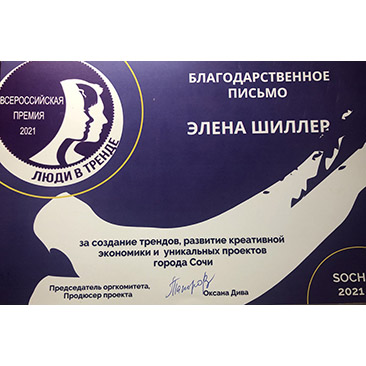 ВСЕРОССИЙСКАЯ
ПРЕМИЯ
2021
ЛЮДИ В ТРЕНДЕ
БЛАГОДАРСТВЕННОЕ
ПИСЬМО
ЭЛЕНА ШИЛЛЕР
за создание трендов, развитие креативной
экономики и уникальных проектов
города Сочи
Председатель оргкомитета,
Продюсер проекта
Оксана Дива
SOCH
2021